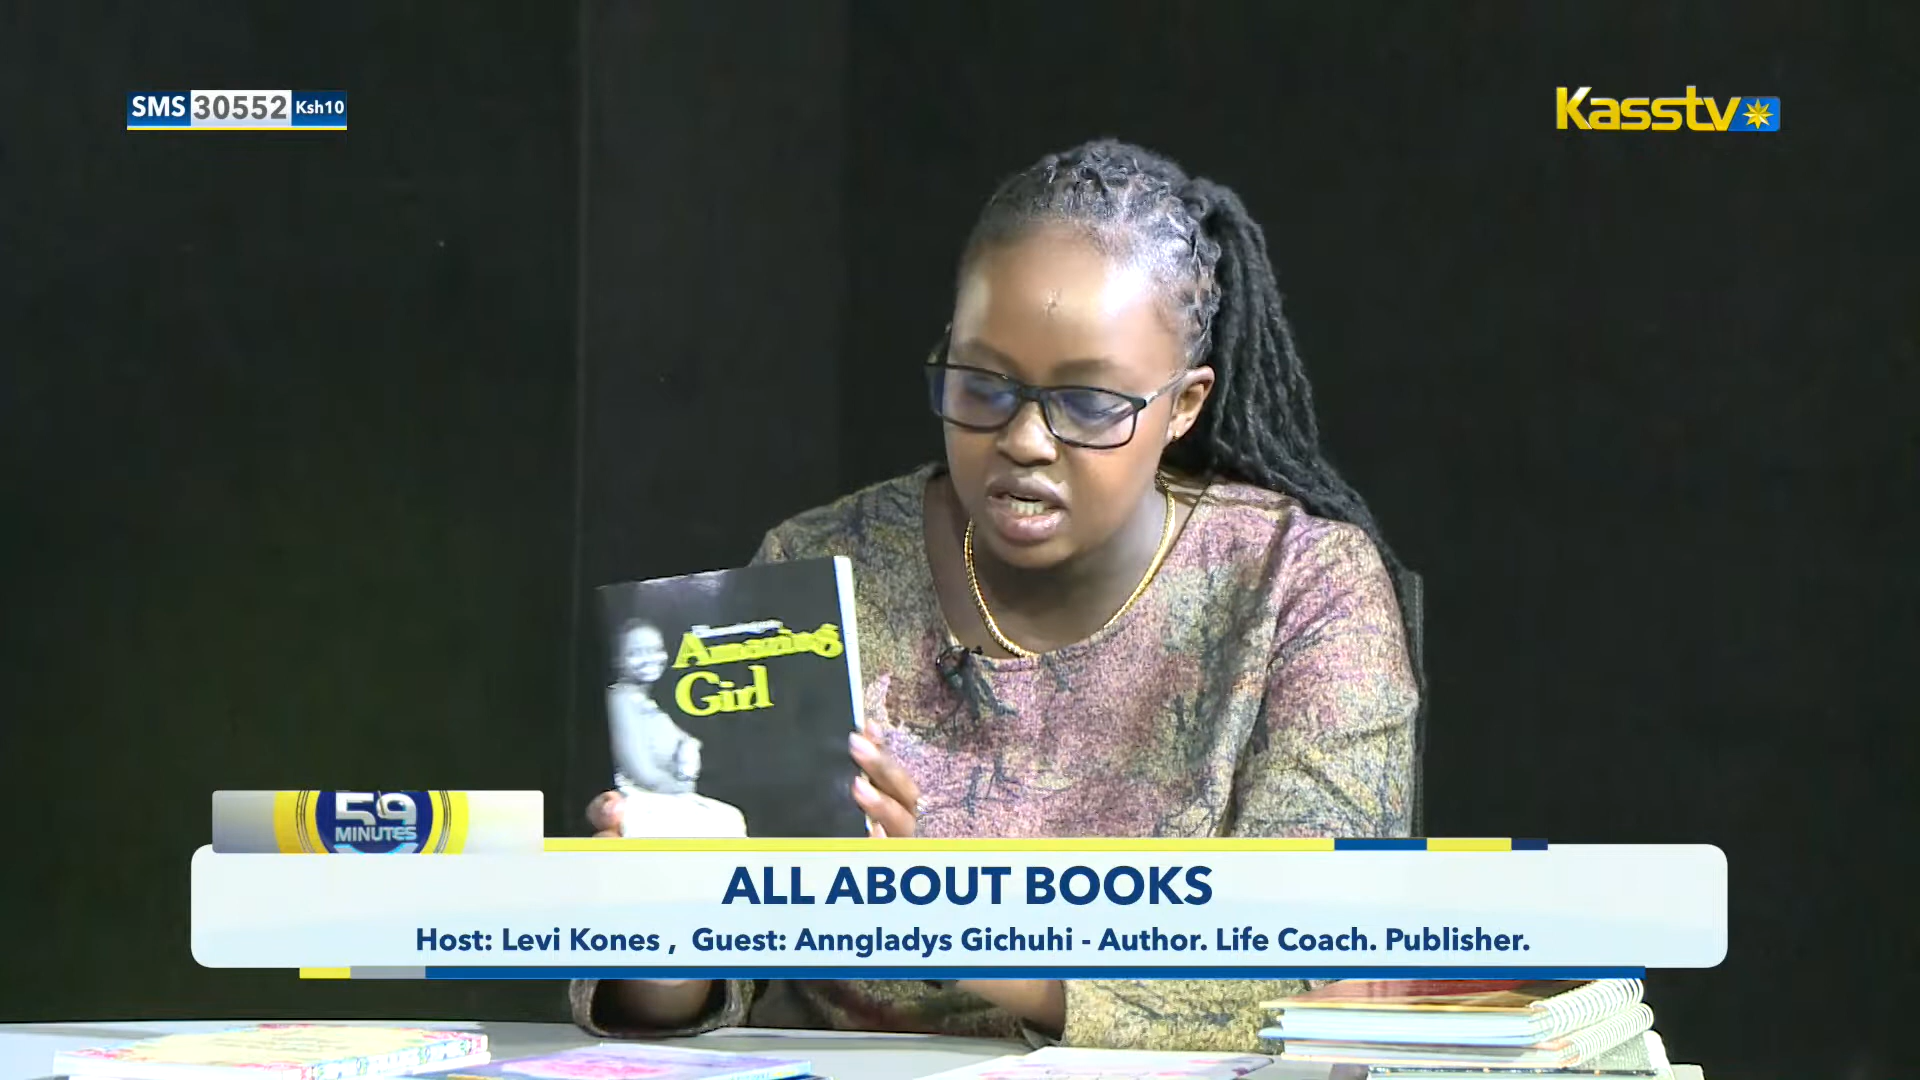 SMS 30552 Ksh10
Kasstv
Amazing
Girl
59
MINUTES
ALL ABOUT BOOKS
Host: Levi Kones , Guest: Anngladys Gichuhi - Author. Life Coach. Publisher.